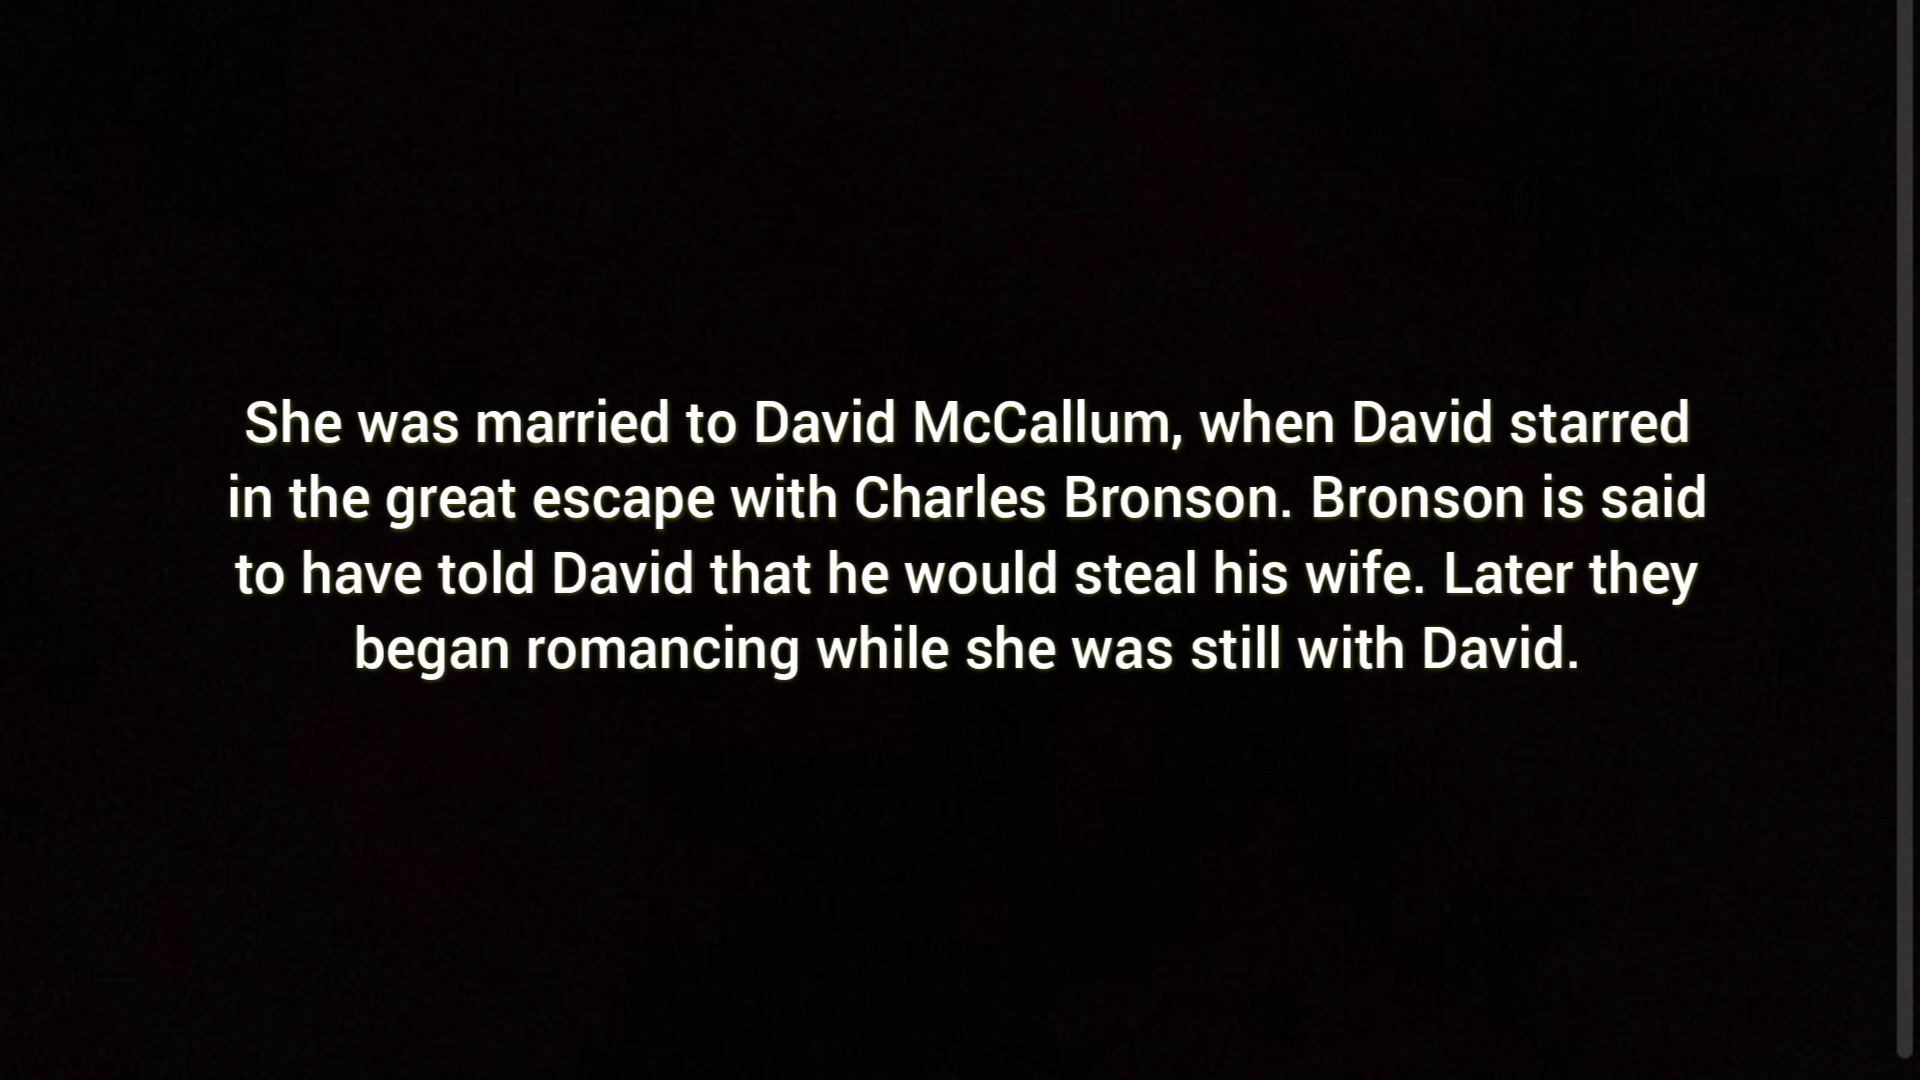 She was married to David McCallum, when David starred
in the great escape with Charles Bronson. Bronson is said
to have told David that he would steal his wife. Later they
began romancing while she was still with David.